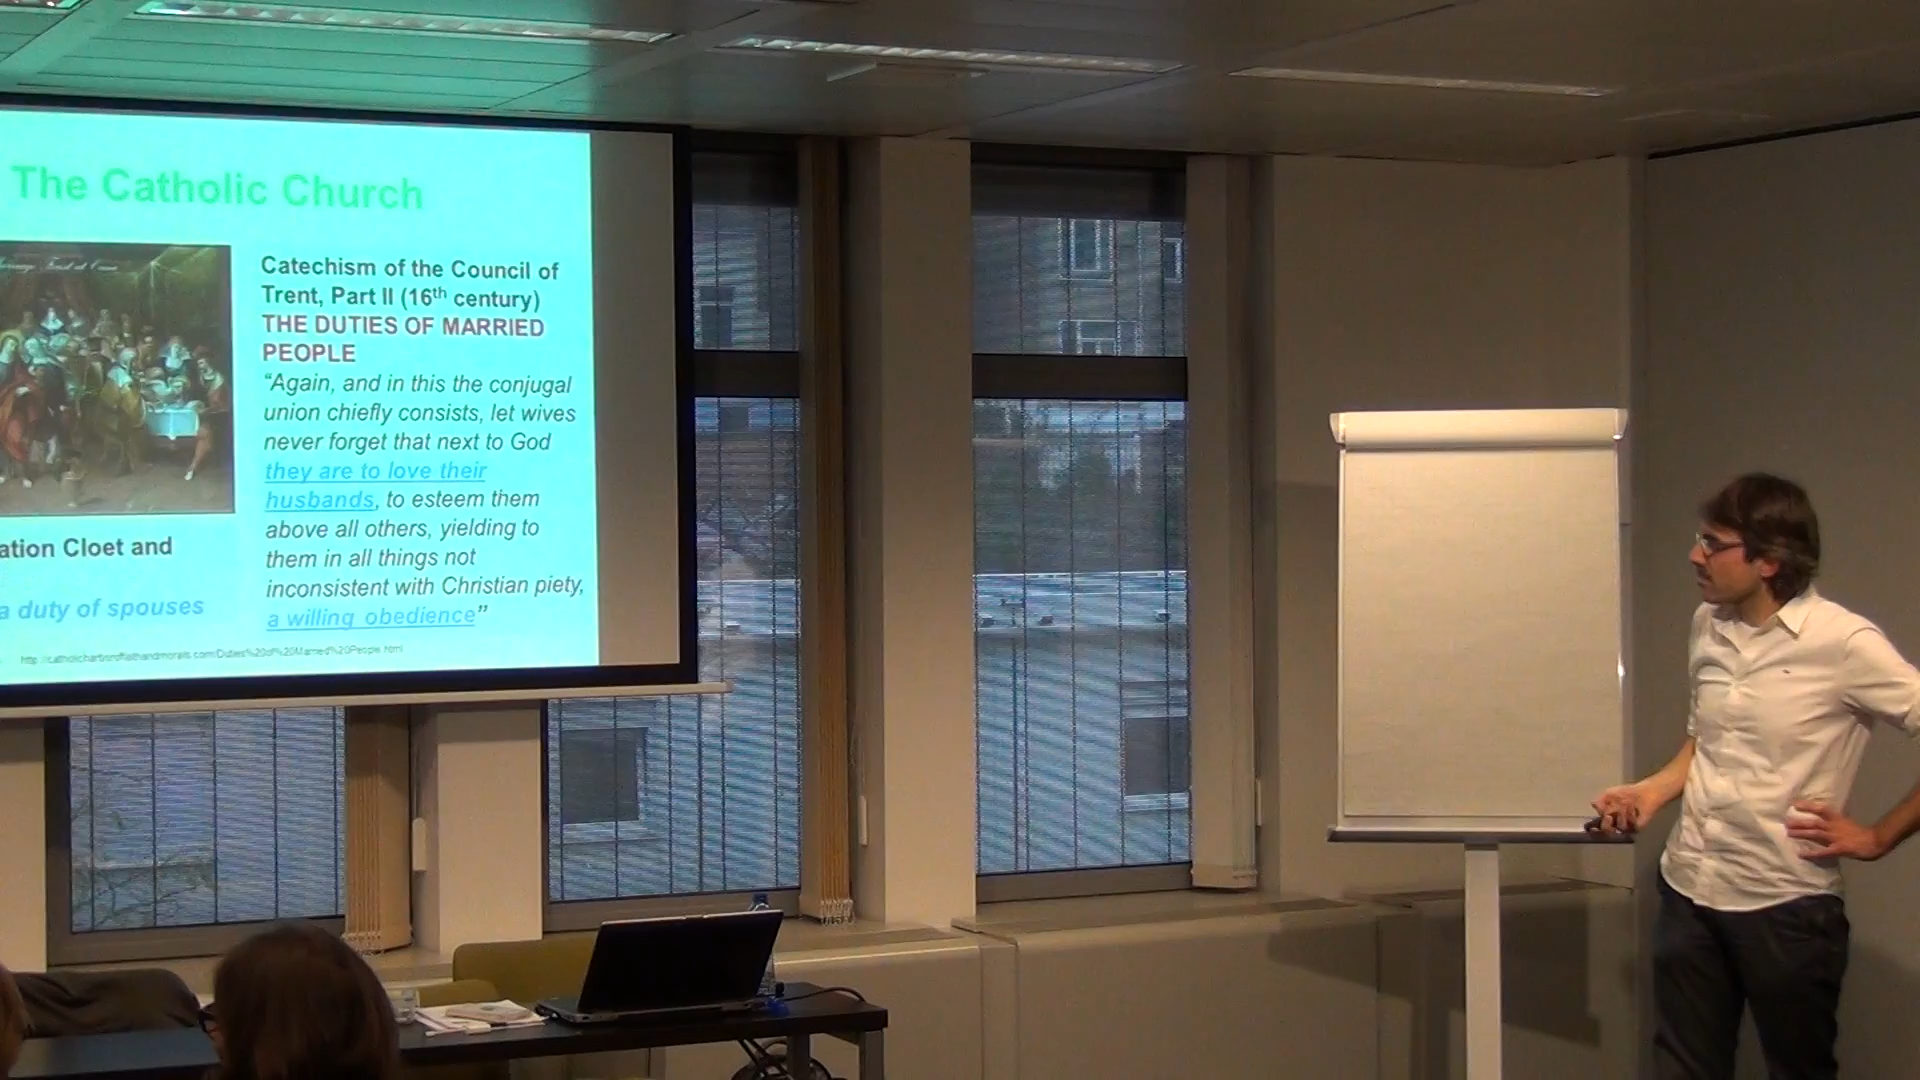 The Catholic Church
Catechism of the Council of
Trent, Part II (16th century)
THE DUTIES OF MARRIED
PEOPLE
“Again, and in this the conjugal
union chiefly consists, let wives
never forget that next to God
they are to love their
husbands, to esteem them
above all others, yielding to
them in all things not
inconsistent with Christian piety,
a willing obedience”
ation Cloet and
a duty of spouses